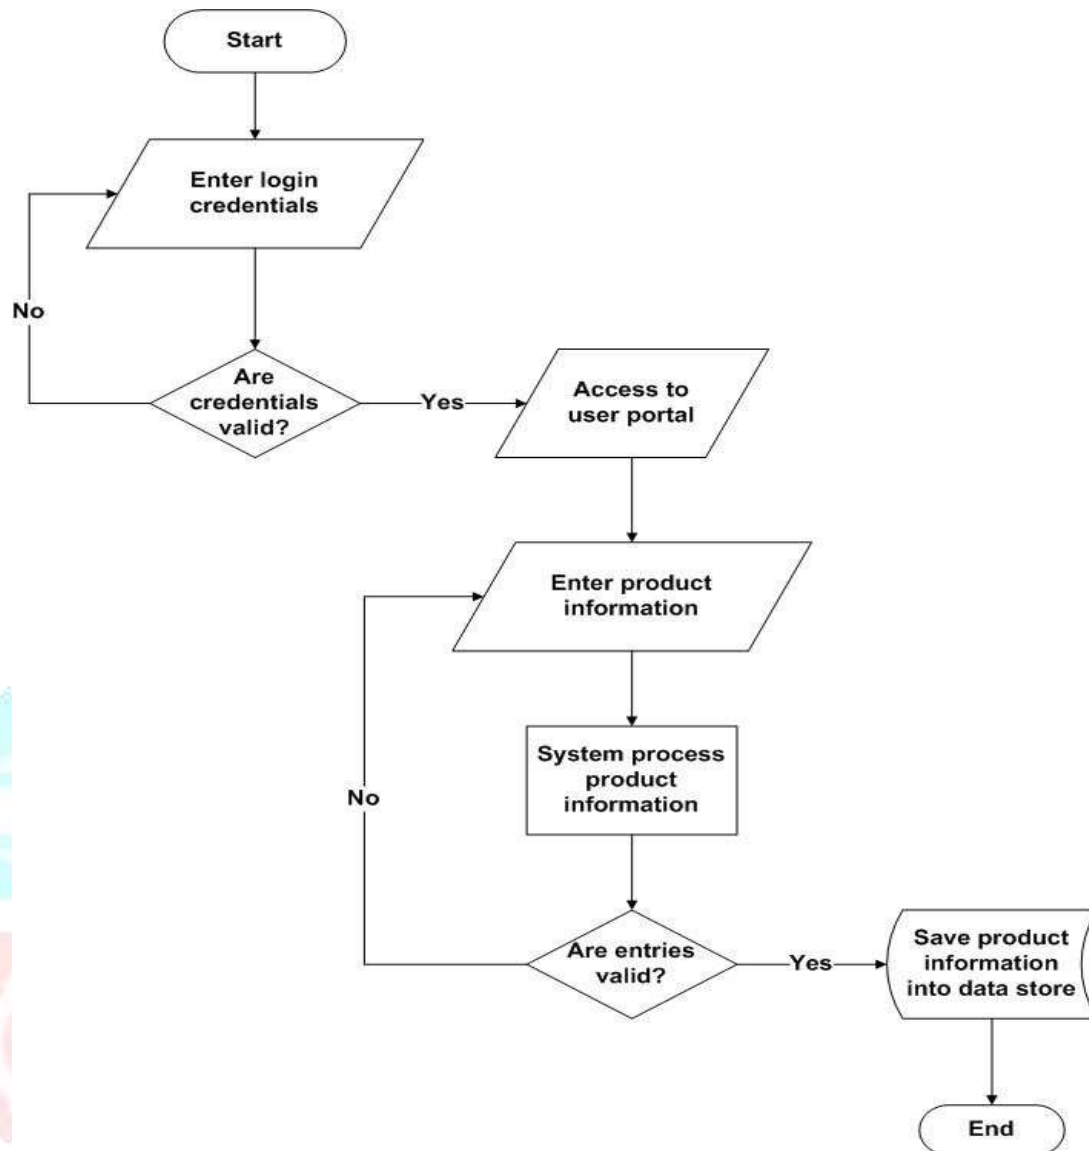 Start
Enter login
credentials
No
Are
credentials
valid?
Yes
Access to
user portal
Enter product
information
System process
product
information
No
Are entries
valid?
Yes
Save product
information
into data store
End